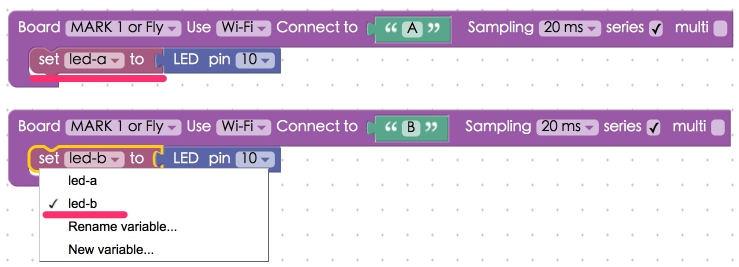 Board MARK 1 or Fly Use Wi-Fi Connect to “ A ” Sampling 20 ms series ✓ multi
set led-a to LED pin 10
Board MARK 1 or Fly Use Wi-Fi Connect to “ B ” Sampling 20 ms series ✓ multi
set led-b to LED pin 10
led-a
✓ led-b
Rename variable...
New variable...